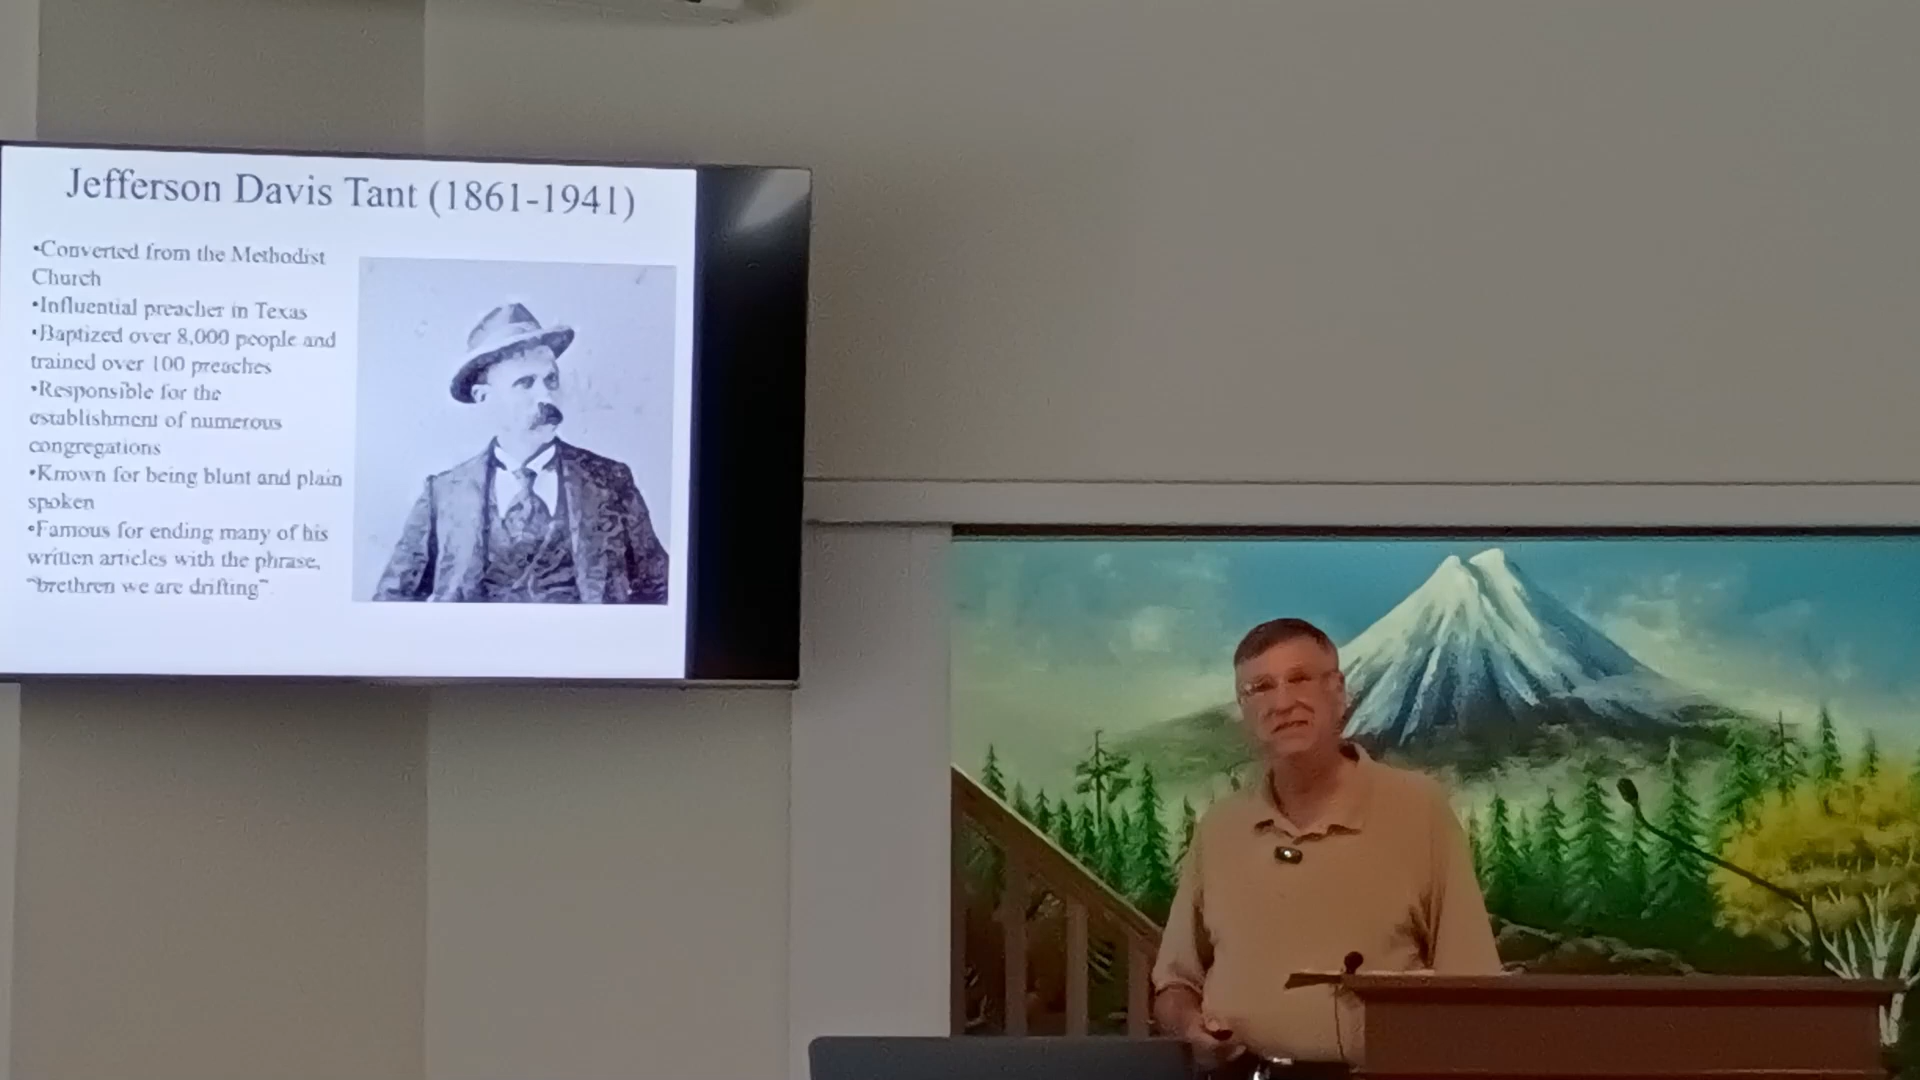 Jefferson Davis Tant (1861-1941)
•Converted from the Methodist
Church
•Influential preacher in Texas
•Baptized over 8,000 people and
trained over 100 preaches
•Responsible for the
establishment of numerous
congregations
•Known for being blunt and plain
spoken
•Famous for ending many of his
written articles with the phrase,
"brethren we are drifting"